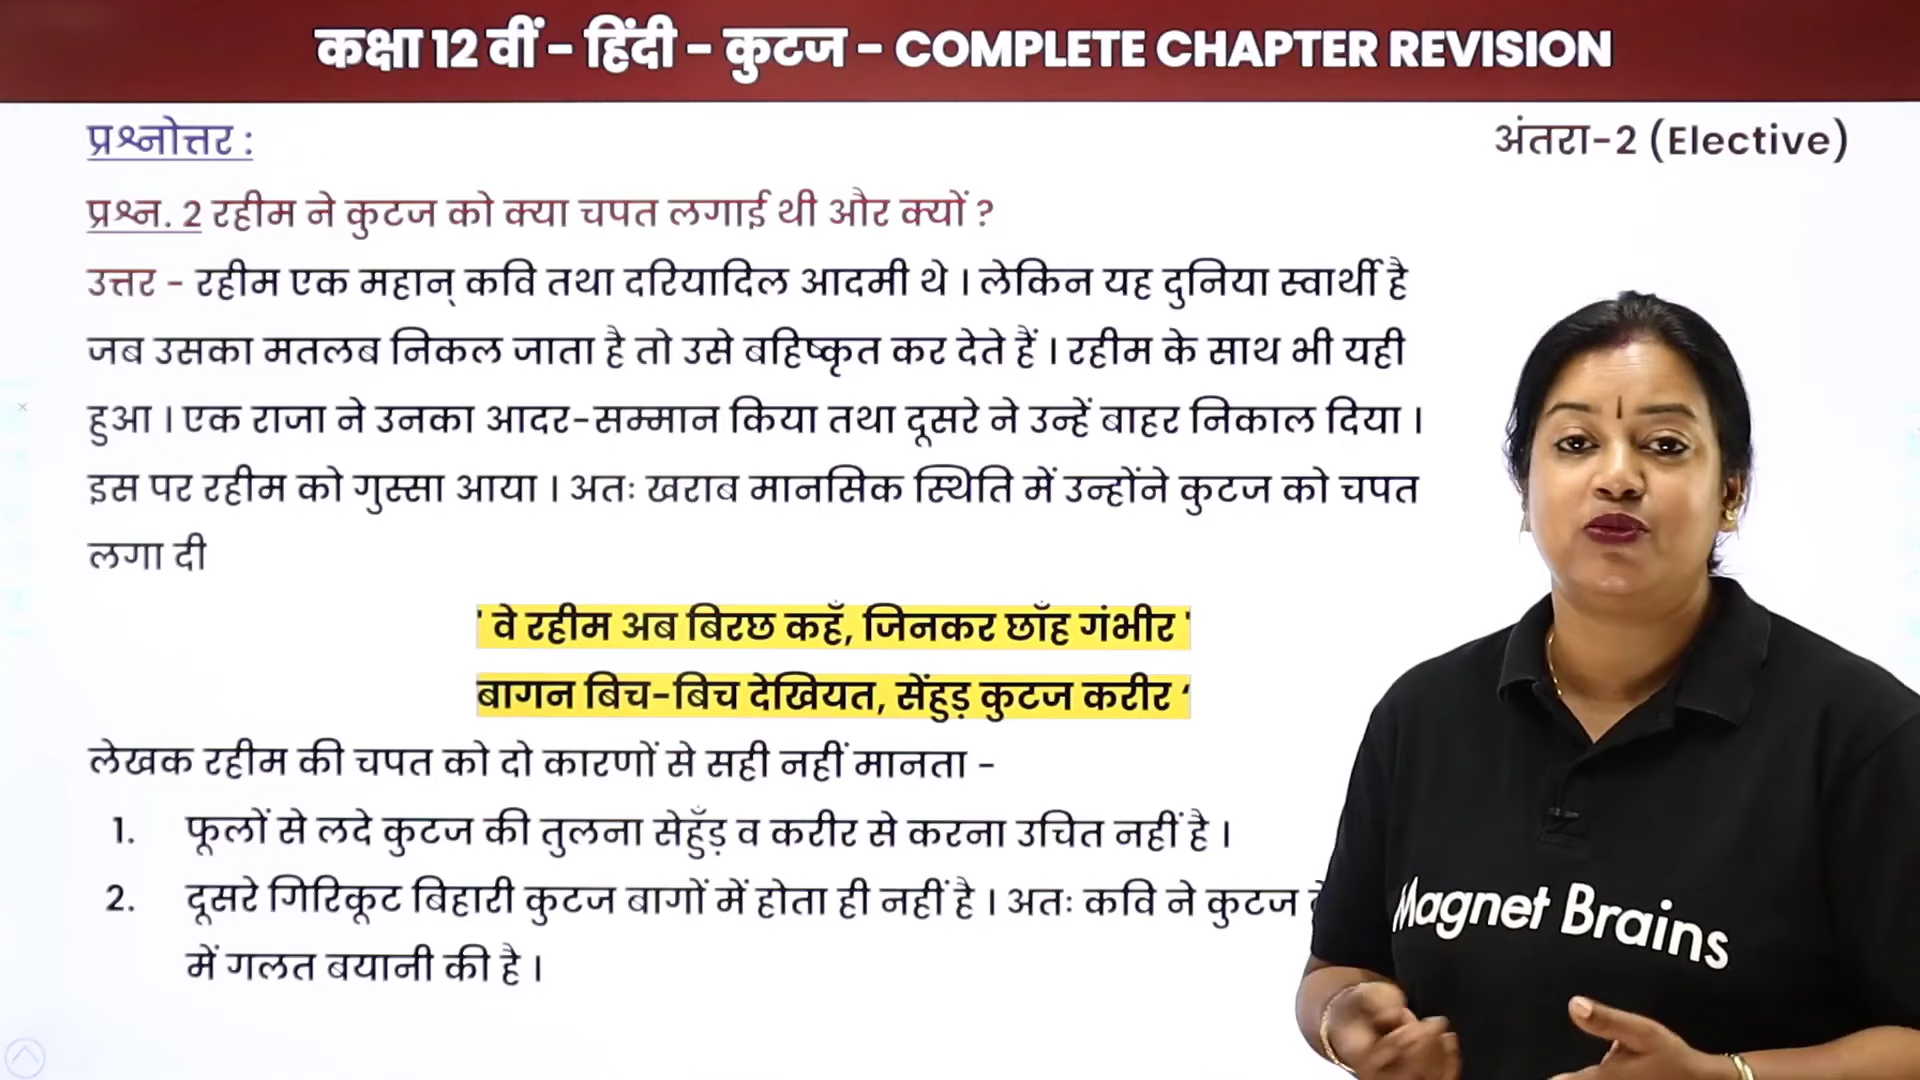 कक्षा 12 वीं – हिंदी – कुटज – COMPLETE CHAPTER REVISION
प्रश्नोत्तर :
अंतरा-2 (Elective)
प्रश्न. 2 रहीम ने कुटज को क्या चपत लगाई थी और क्यों ?
उत्तर - रहीम एक महान् कवि तथा दरियादिल आदमी थे । लेकिन यह दुनिया स्वार्थी है
जब उसका मतलब निकल जाता है तो उसे बहिष्कृत कर देते हैं । रहीम के साथ भी यही
हुआ । एक राजा ने उनका आदर-सम्मान किया तथा दूसरे ने उन्हें बाहर निकाल दिया ।
इस पर रहीम को गुस्सा आया । अतः खराब मानसिक स्थिति में उन्होंने कुटज को चपत
लगा दी
' वे रहीम अब बिरछ कहँ, जिनकर छाँह गंभीर '
बागन बिच-बिच देखियत, सेंहुड़ कुटज करीर ‘
लेखक रहीम की चपत को दो कारणों से सही नहीं मानता -
1. फूलों से लदे कुटज की तुलना सेहुँड़ व करीर से करना उचित नहीं है ।
2. दूसरे गिरिकूट बिहारी कुटज बागों में होता ही नहीं है । अतः कवि ने कुटज
में गलत बयानी की है ।
Magnet Brains